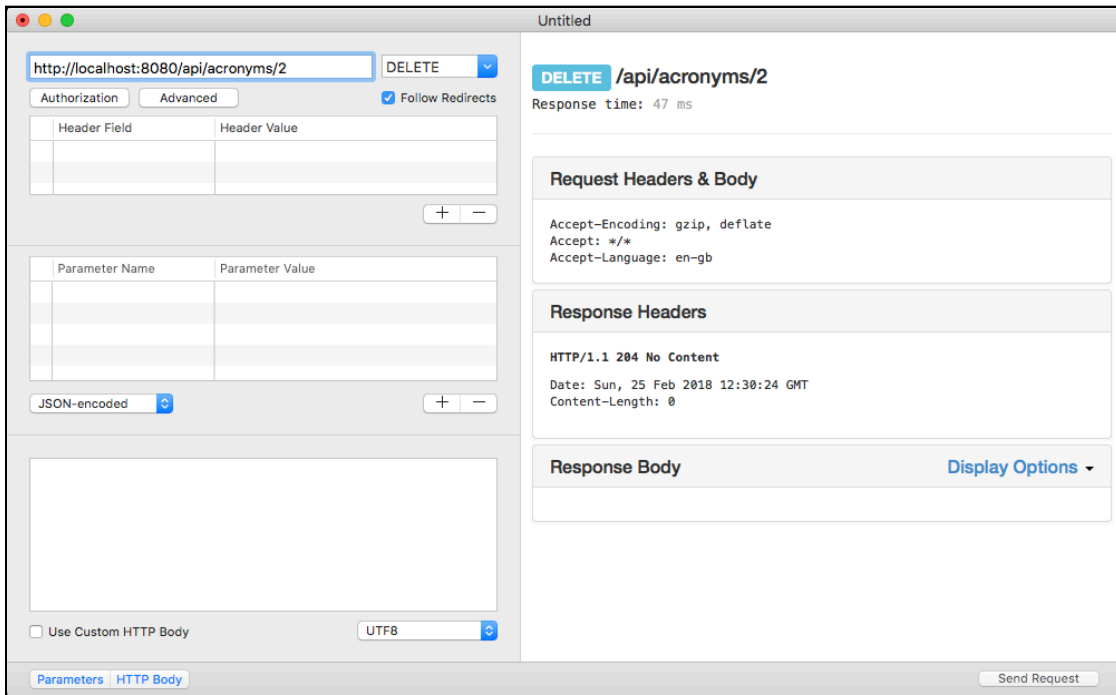 Untitled
http://localhost:8080/api/acronyms/2
DELETE
Authorization
Advanced
Follow Redirects
Header Field
Header Value
+ −
Parameter Name
Parameter Value
JSON-encoded
+ −
Use Custom HTTP Body
UTF8
Parameters
HTTP Body
DELETE /api/acronyms/2
Response time: 47 ms
Request Headers & Body
Accept-Encoding: gzip, deflate
Accept: */*
Accept-Language: en-gb
Response Headers
HTTP/1.1 204 No Content
Date: Sun, 25 Feb 2018 12:30:24 GMT
Content-Length: 0
Response Body
Display Options
Send Request